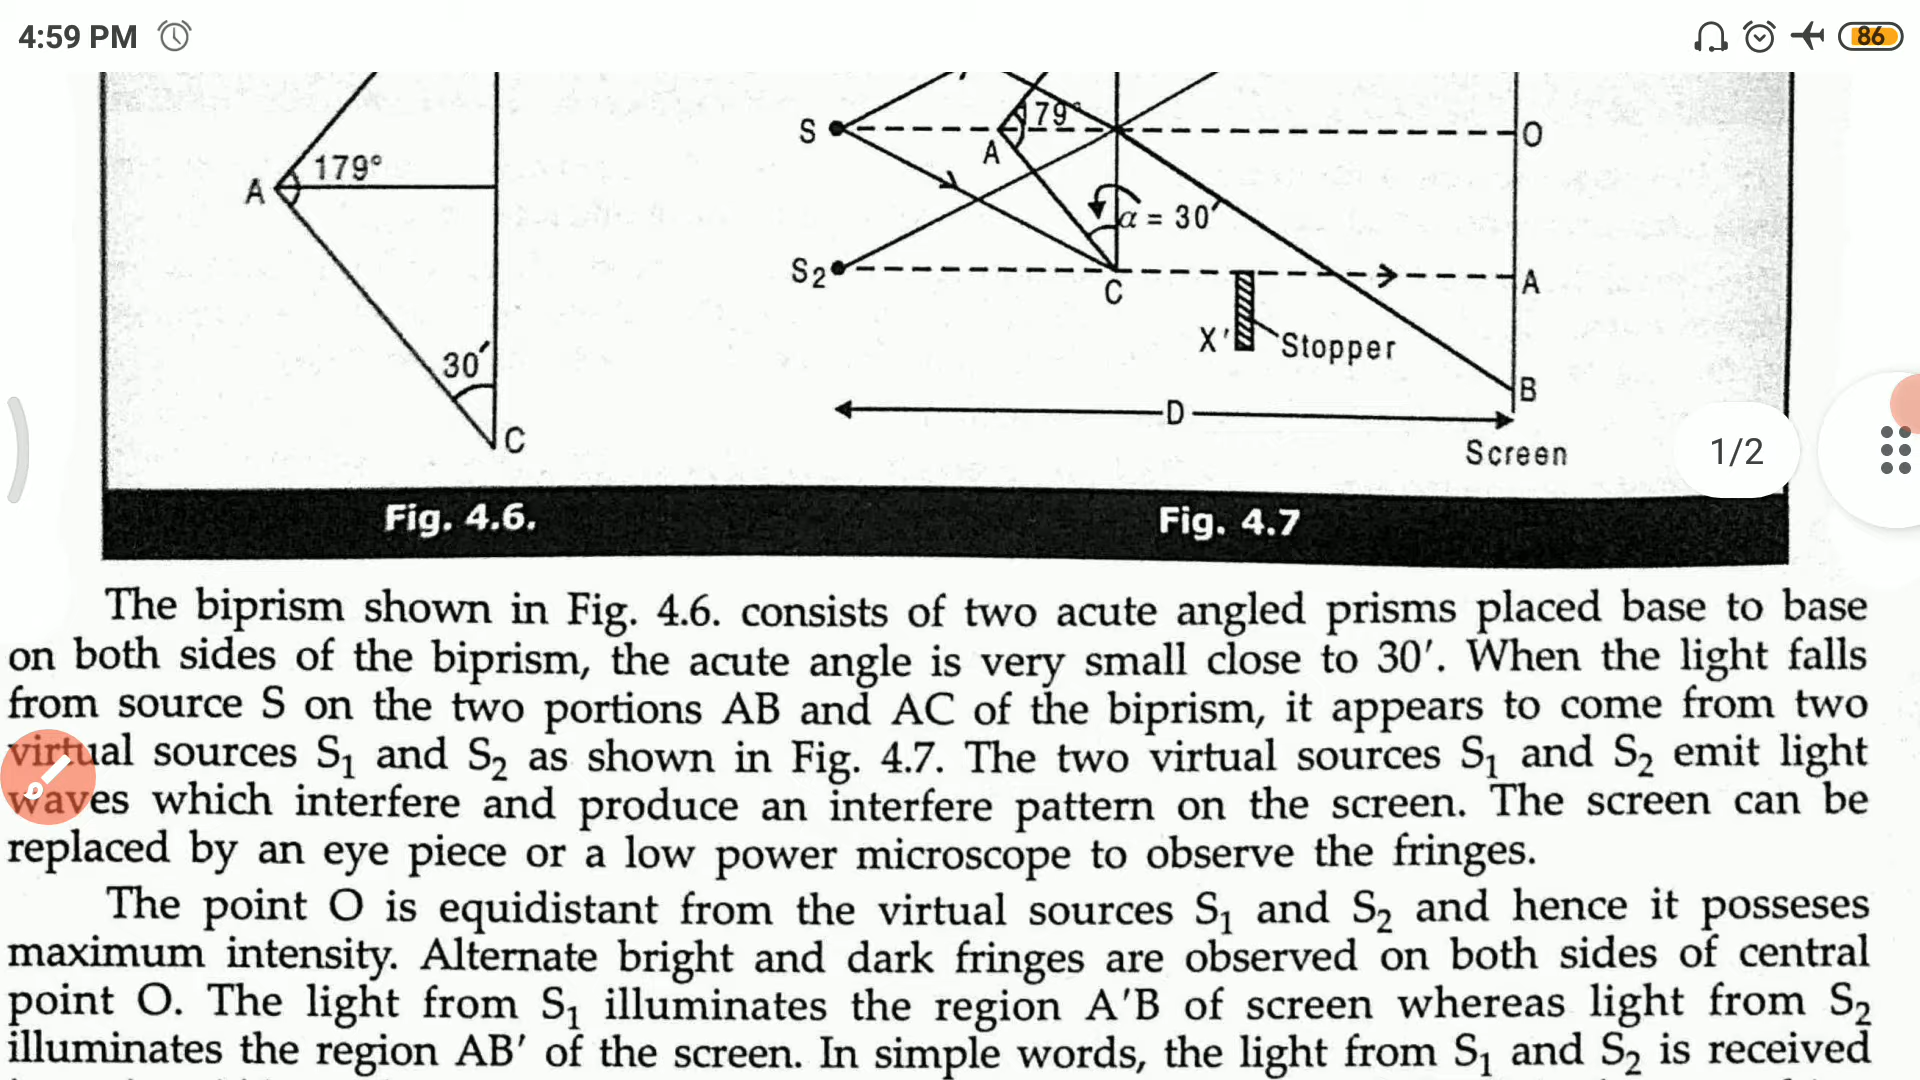 4:59 PM
86
179°
A
30′
C
S
179°
A
O
α = 30′
S2
C
A
X′
Stopper
B
D
Screen
1/2
Fig. 4.6.
Fig. 4.7
The biprism shown in Fig. 4.6. consists of two acute angled prisms placed base to base
on both sides of the biprism, the acute angle is very small close to 30′. When the light falls
from source S on the two portions AB and AC of the biprism, it appears to come from two
virtual sources S1 and S2 as shown in Fig. 4.7. The two virtual sources S1 and S2 emit light
waves which interfere and produce an interfere pattern on the screen. The screen can be
replaced by an eye piece or a low power microscope to observe the fringes.
The point O is equidistant from the virtual sources S1 and S2 and hence it posseses
maximum intensity. Alternate bright and dark fringes are observed on both sides of central
point O. The light from S1 illuminates the region A′B of screen whereas light from S2
illuminates the region AB′ of the screen. In simple words, the light from S1 and S2 is received